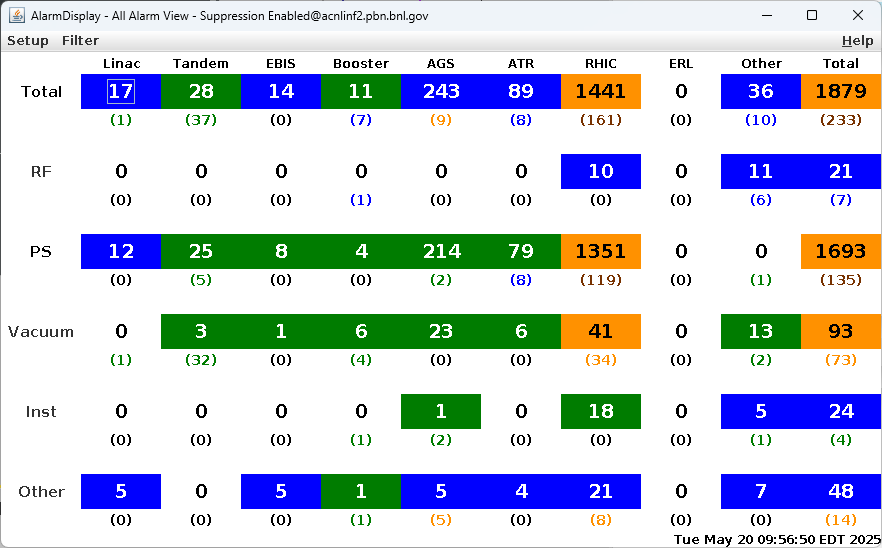 AlarmDisplay - All Alarm View - Suppression Enabled@acnlinf2.pbn.bnl.gov
Setup Filter Help
Linac Tandem EBIS Booster AGS ATR RHIC ERL Other Total
Total 17 28 14 11 243 89 1441 0 36 1879
(1) (37) (0) (7) (9) (8) (161) (0) (10) (233)
RF 0 0 0 0 0 0 10 0 11 21
(0) (0) (0) (1) (0) (0) (0) (0) (6) (7)
PS 12 25 8 4 214 79 1351 0 0 1693
(0) (5) (0) (0) (2) (8) (119) (0) (1) (135)
Vacuum 0 3 1 6 23 6 41 0 13 93
(1) (32) (0) (4) (0) (0) (34) (0) (2) (73)
Inst 0 0 0 0 1 0 18 0 5 24
(0) (0) (0) (1) (2) (0) (0) (0) (1) (4)
Other 5 0 5 1 5 4 21 0 7 48
(0) (0) (0) (1) (5) (0) (8) (0) (0) (14)
Tue May 20 09:56:50 EDT 2025